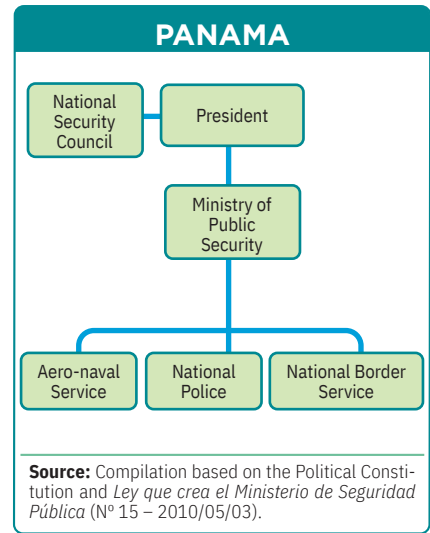 PANAMA
National
Security
Council
President
Ministry of
Public
Security
Aero-naval
Service
National
Police
National Border
Service
Source: Compilation based on the Political Consti-
tution and Ley que crea el Ministerio de Seguridad
Pública (Nº 15 – 2010/05/03).